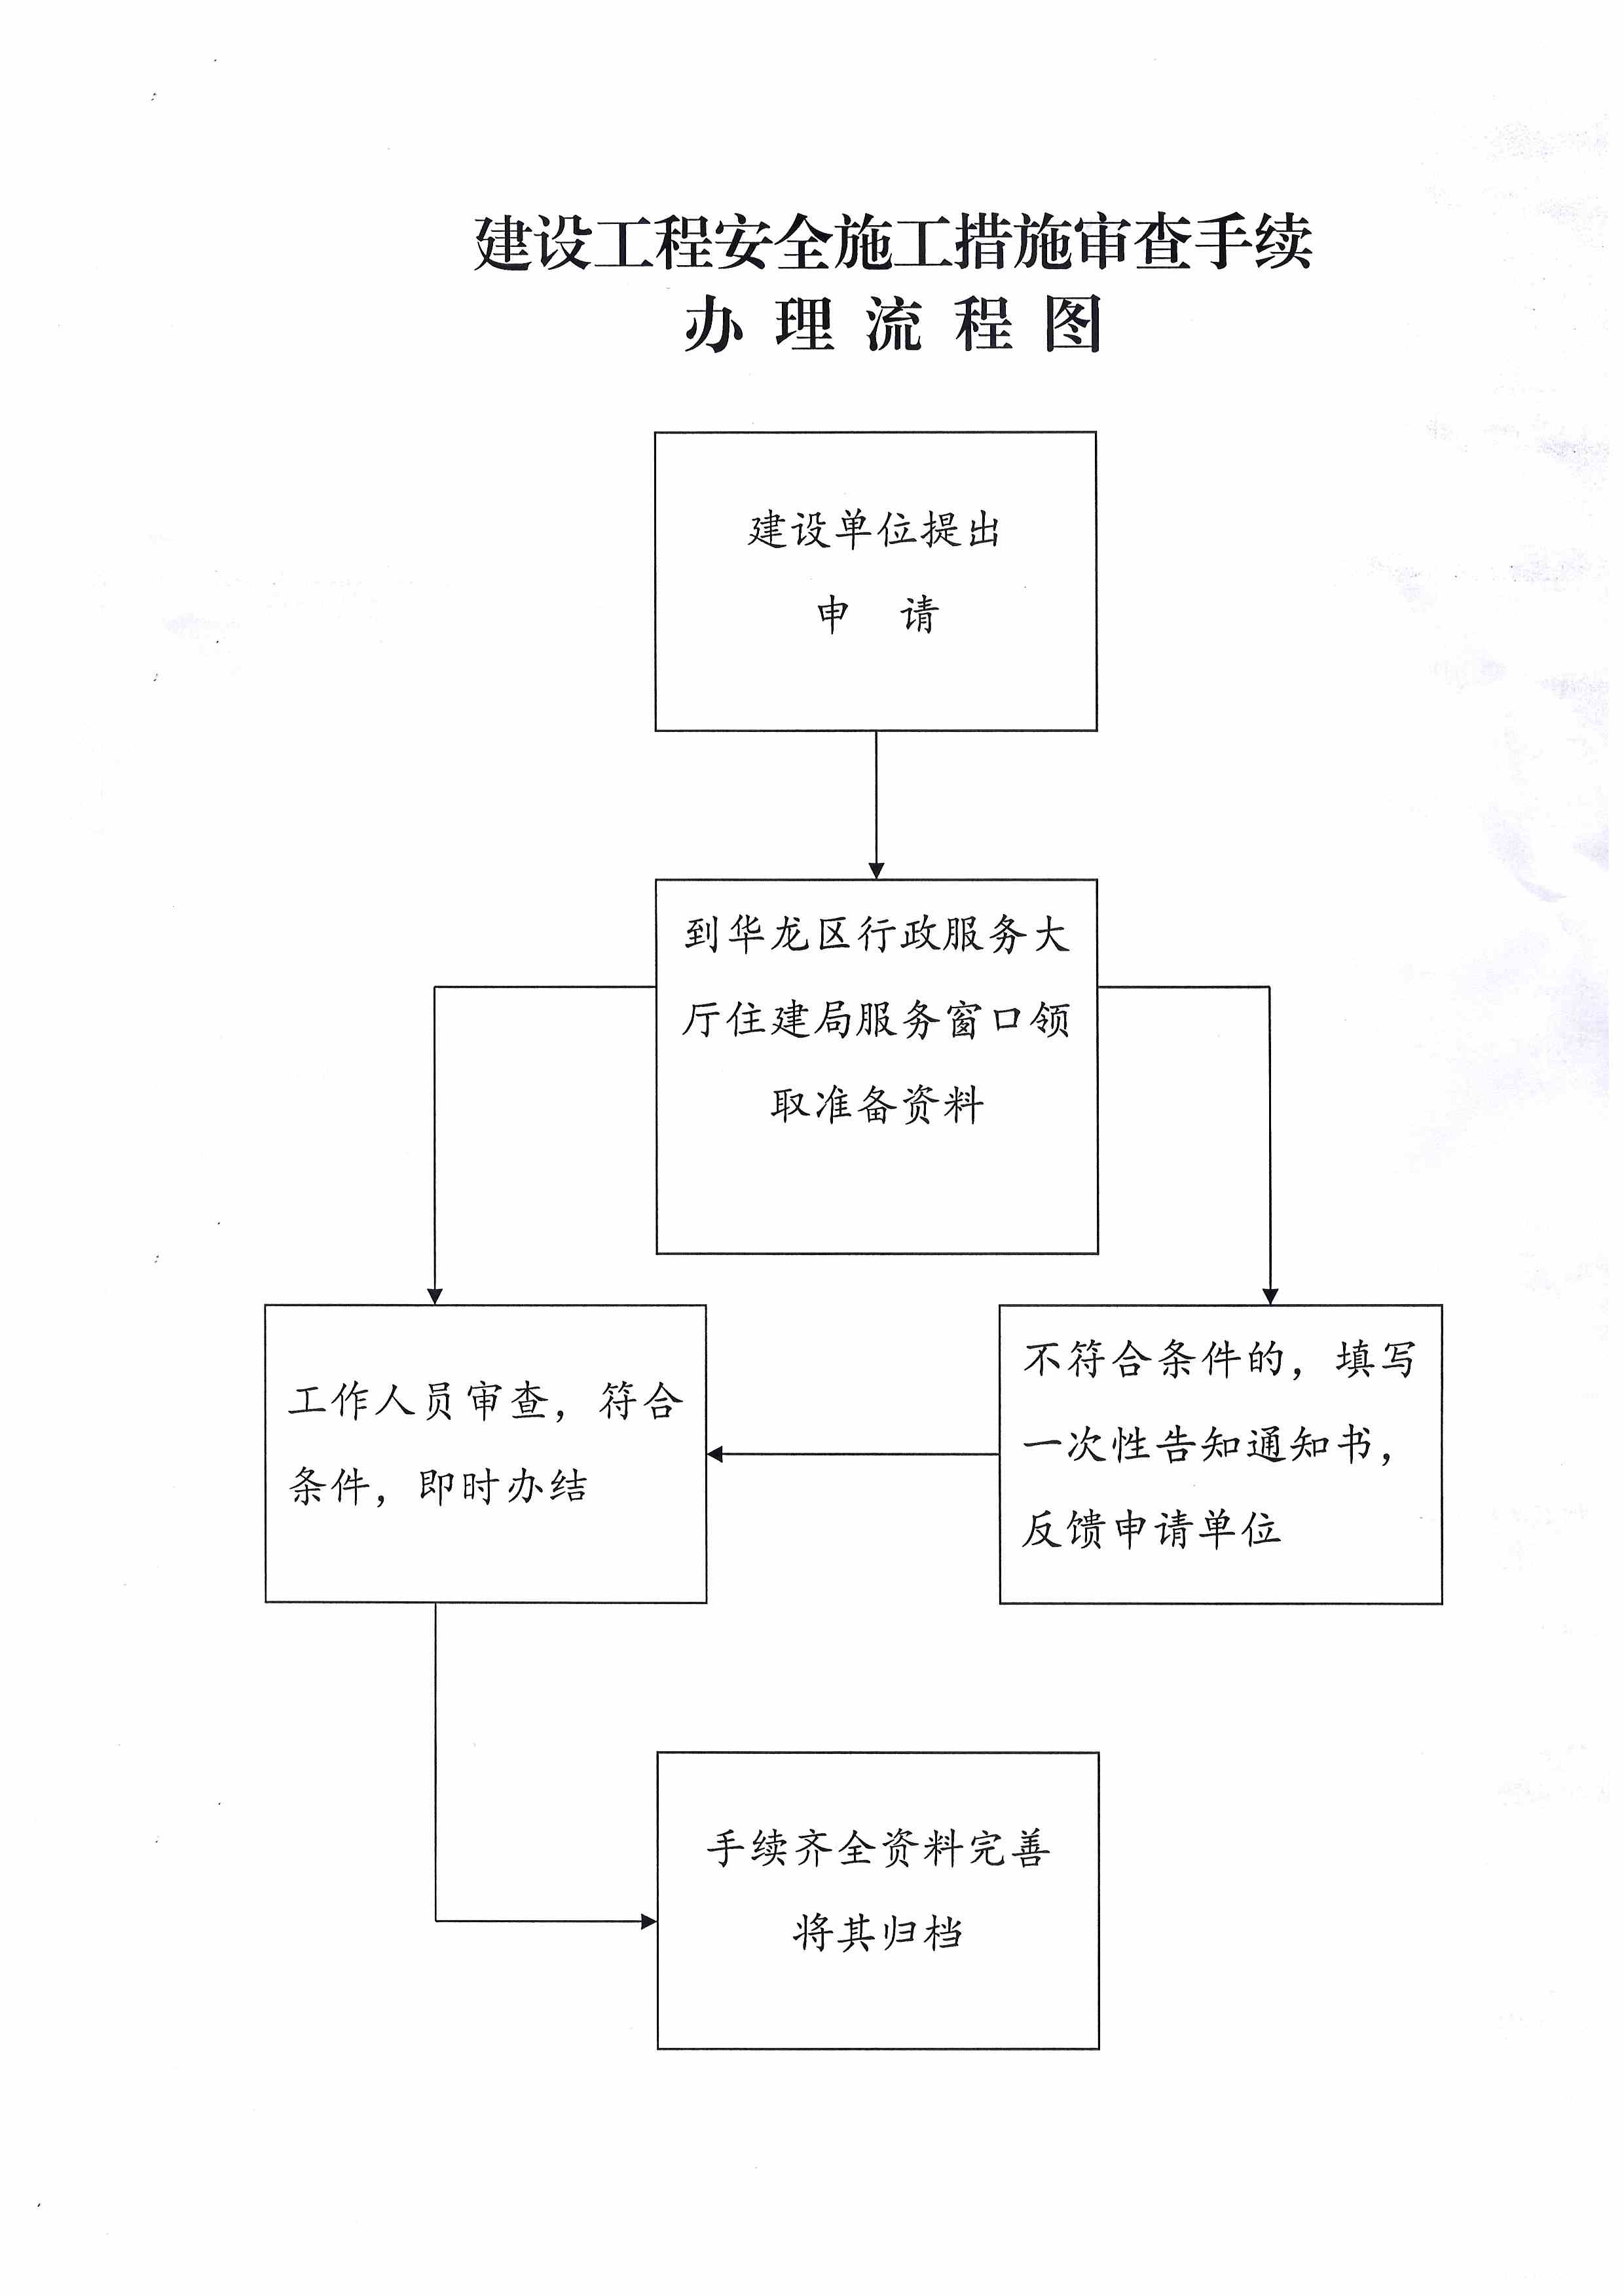 建设工程安全施工措施审查手续
办理流程图
建设单位提出
申 请
到华龙区行政服务大
厅住建局服务窗口领
取准备资料
工作人员审查，符合
条件，即时办结
不符合条件的，填写
一次性告知通知书，
反馈申请单位
手续齐全资料完善
将其归档